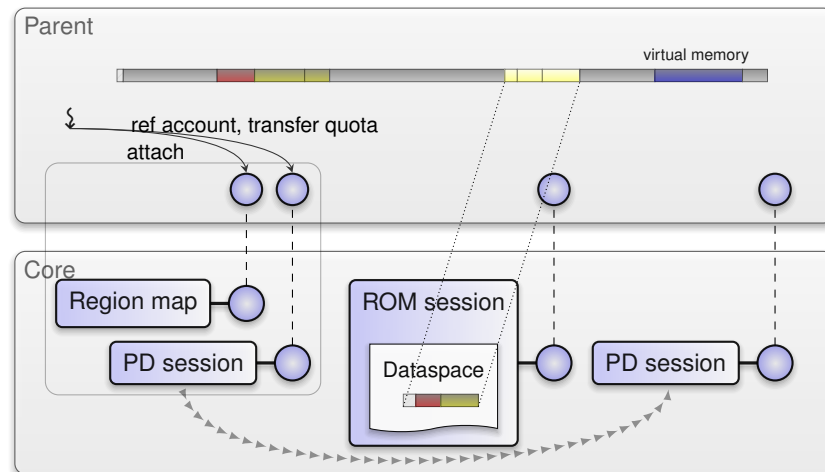 Parent
virtual memory
ref account, transfer quota
attach
Core
Region map
ROM session
PD session
Dataspace
PD session